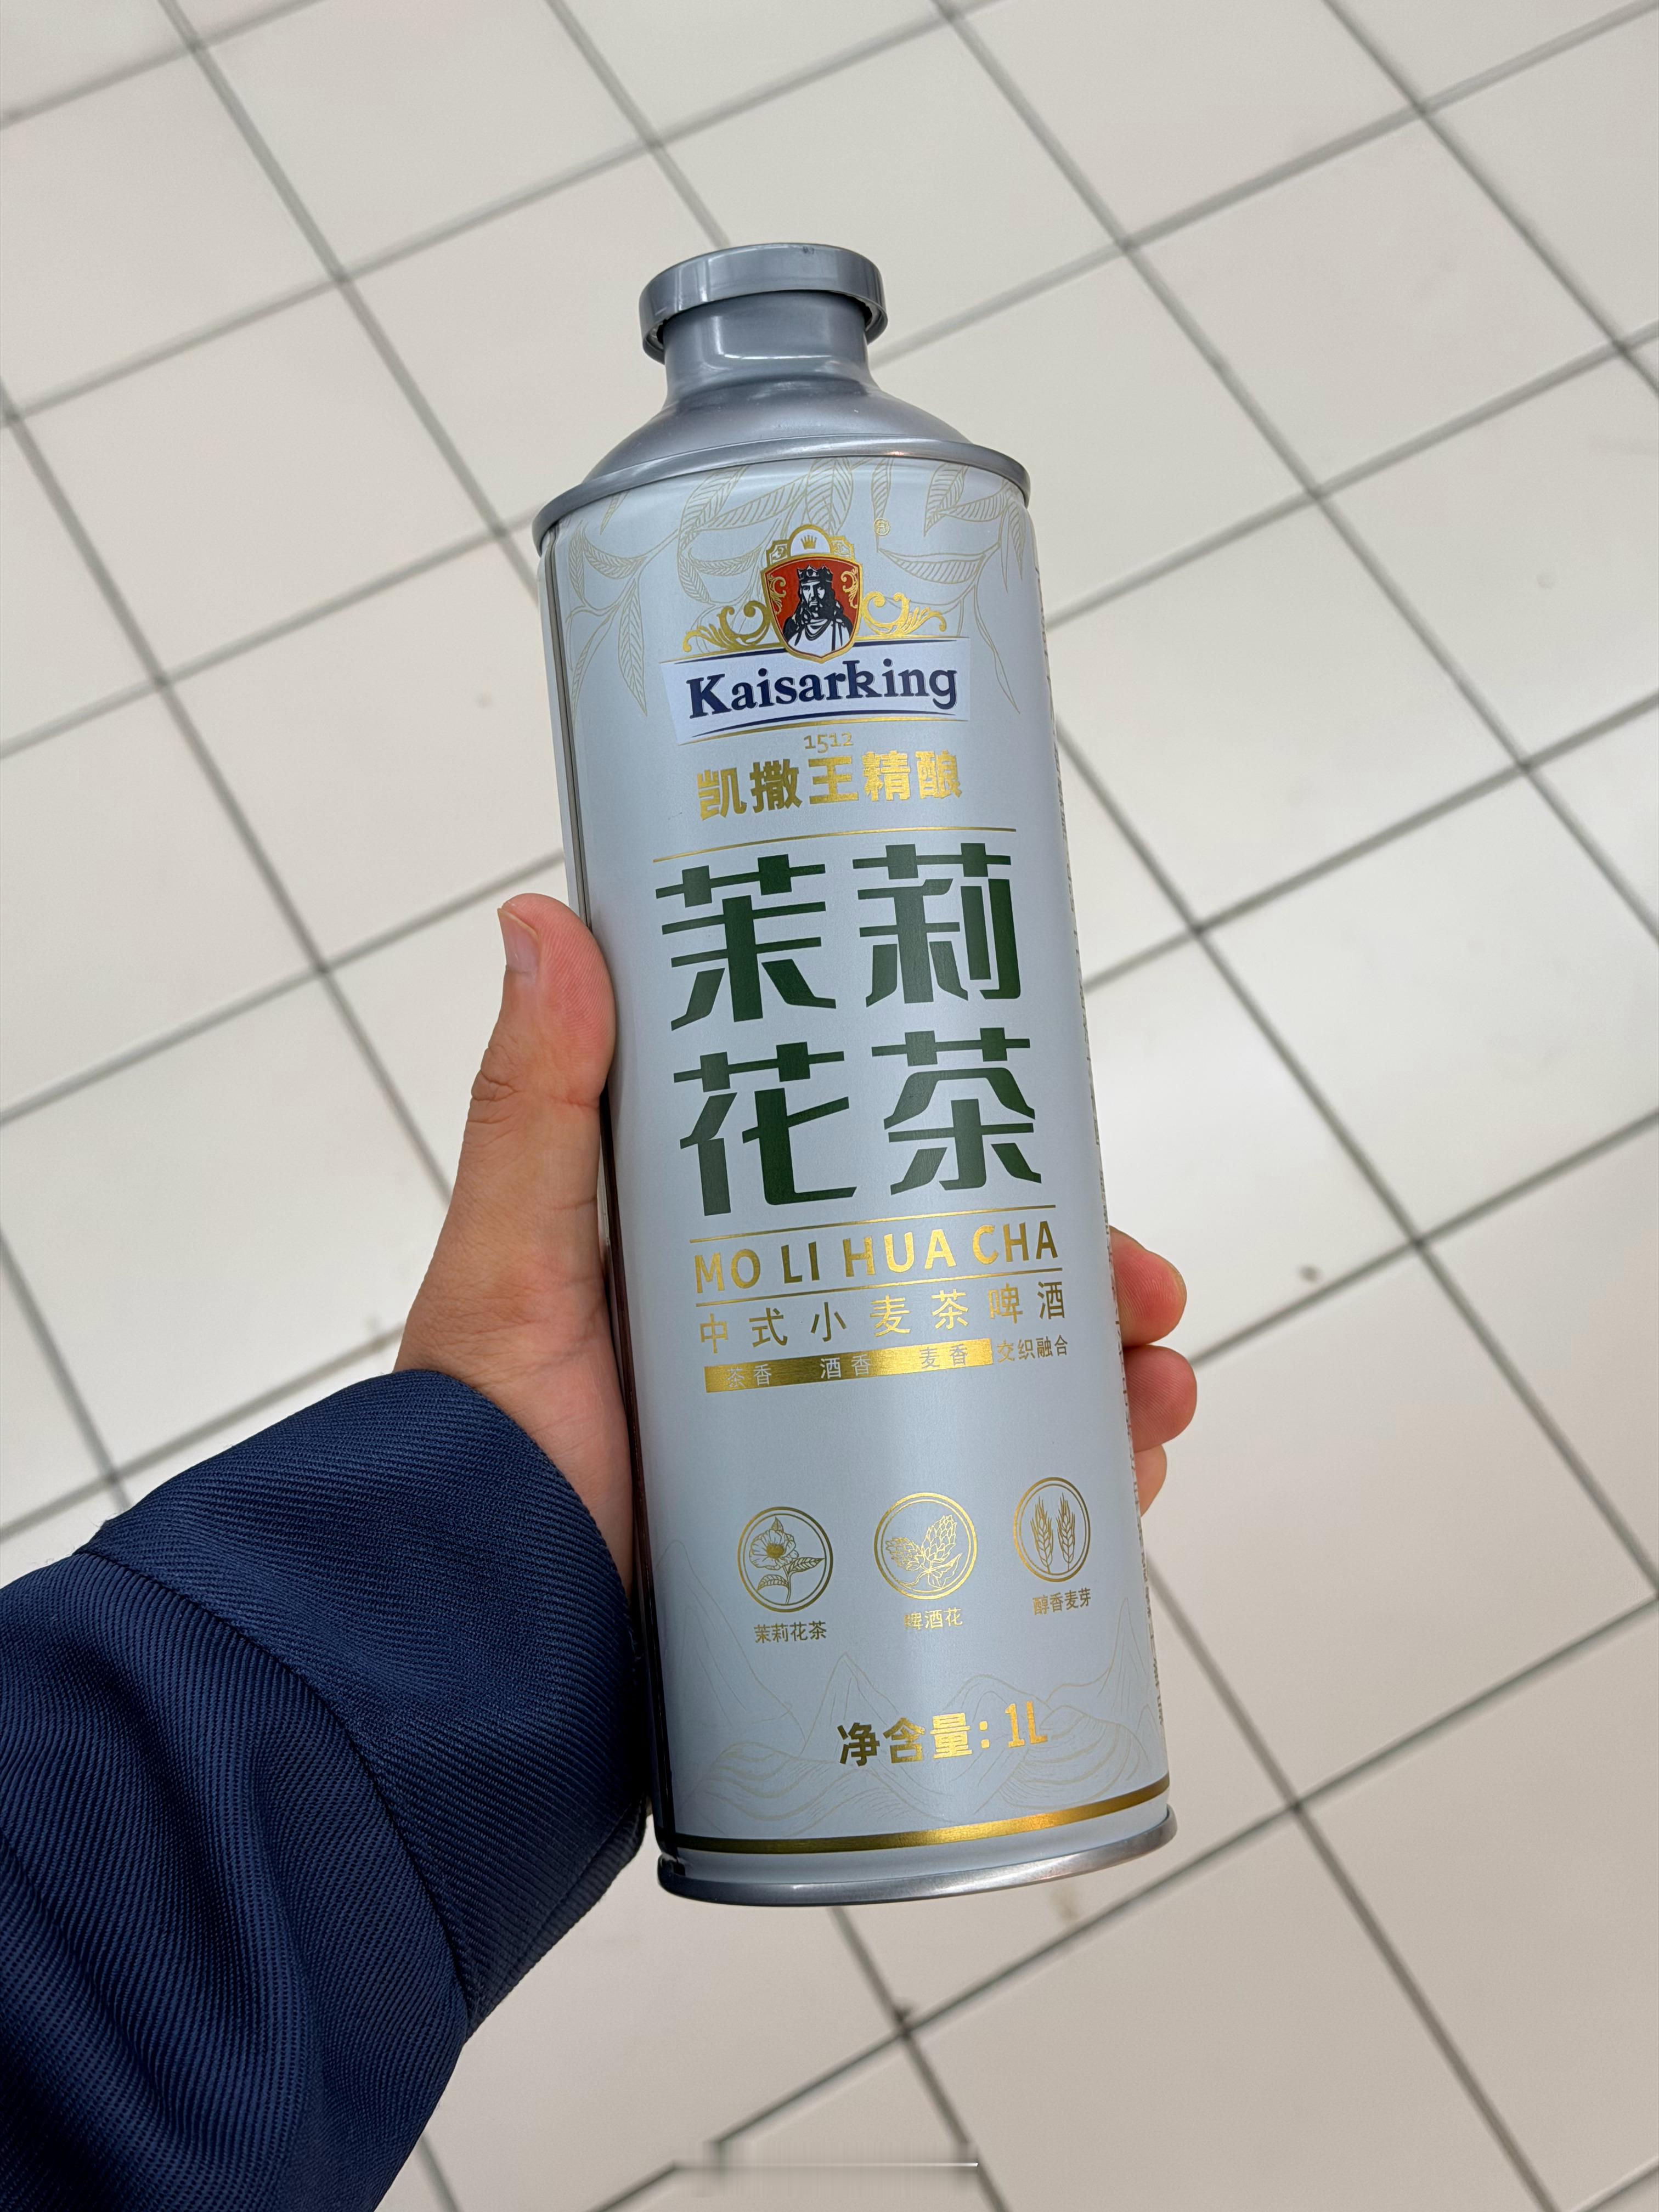 Kaisarking
1512
凯撒王精酿
茉莉
花茶
MO LI HUA CHA
中式小麦茶啤酒
茶香 酒香 麦香 交织融合
茉莉花茶 啤酒花 醇香麦芽
净含量:1L